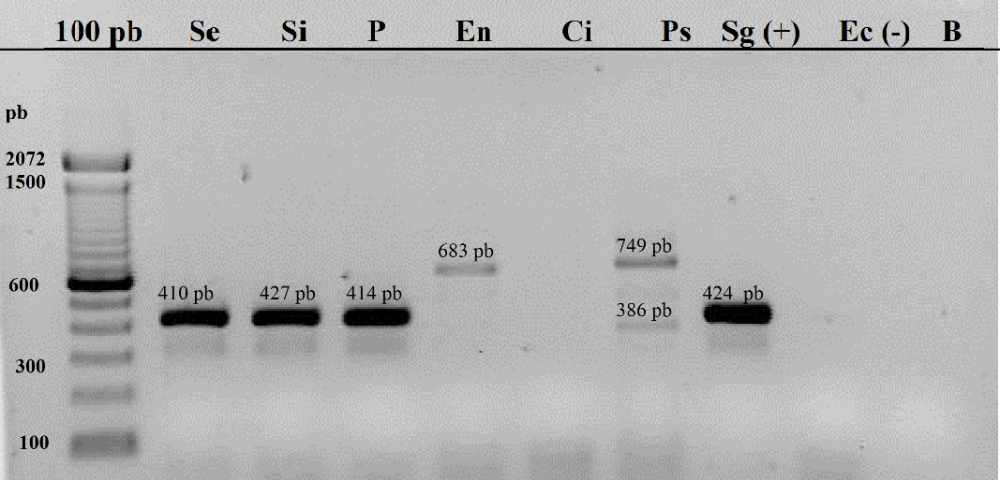 100 pb Se Si P En Ci Ps Sg (+) Ec (-) B
pb
2072
1500
683 pb
749 pb
600
410 pb 427 pb 414 pb 424 pb
386 pb
300
100